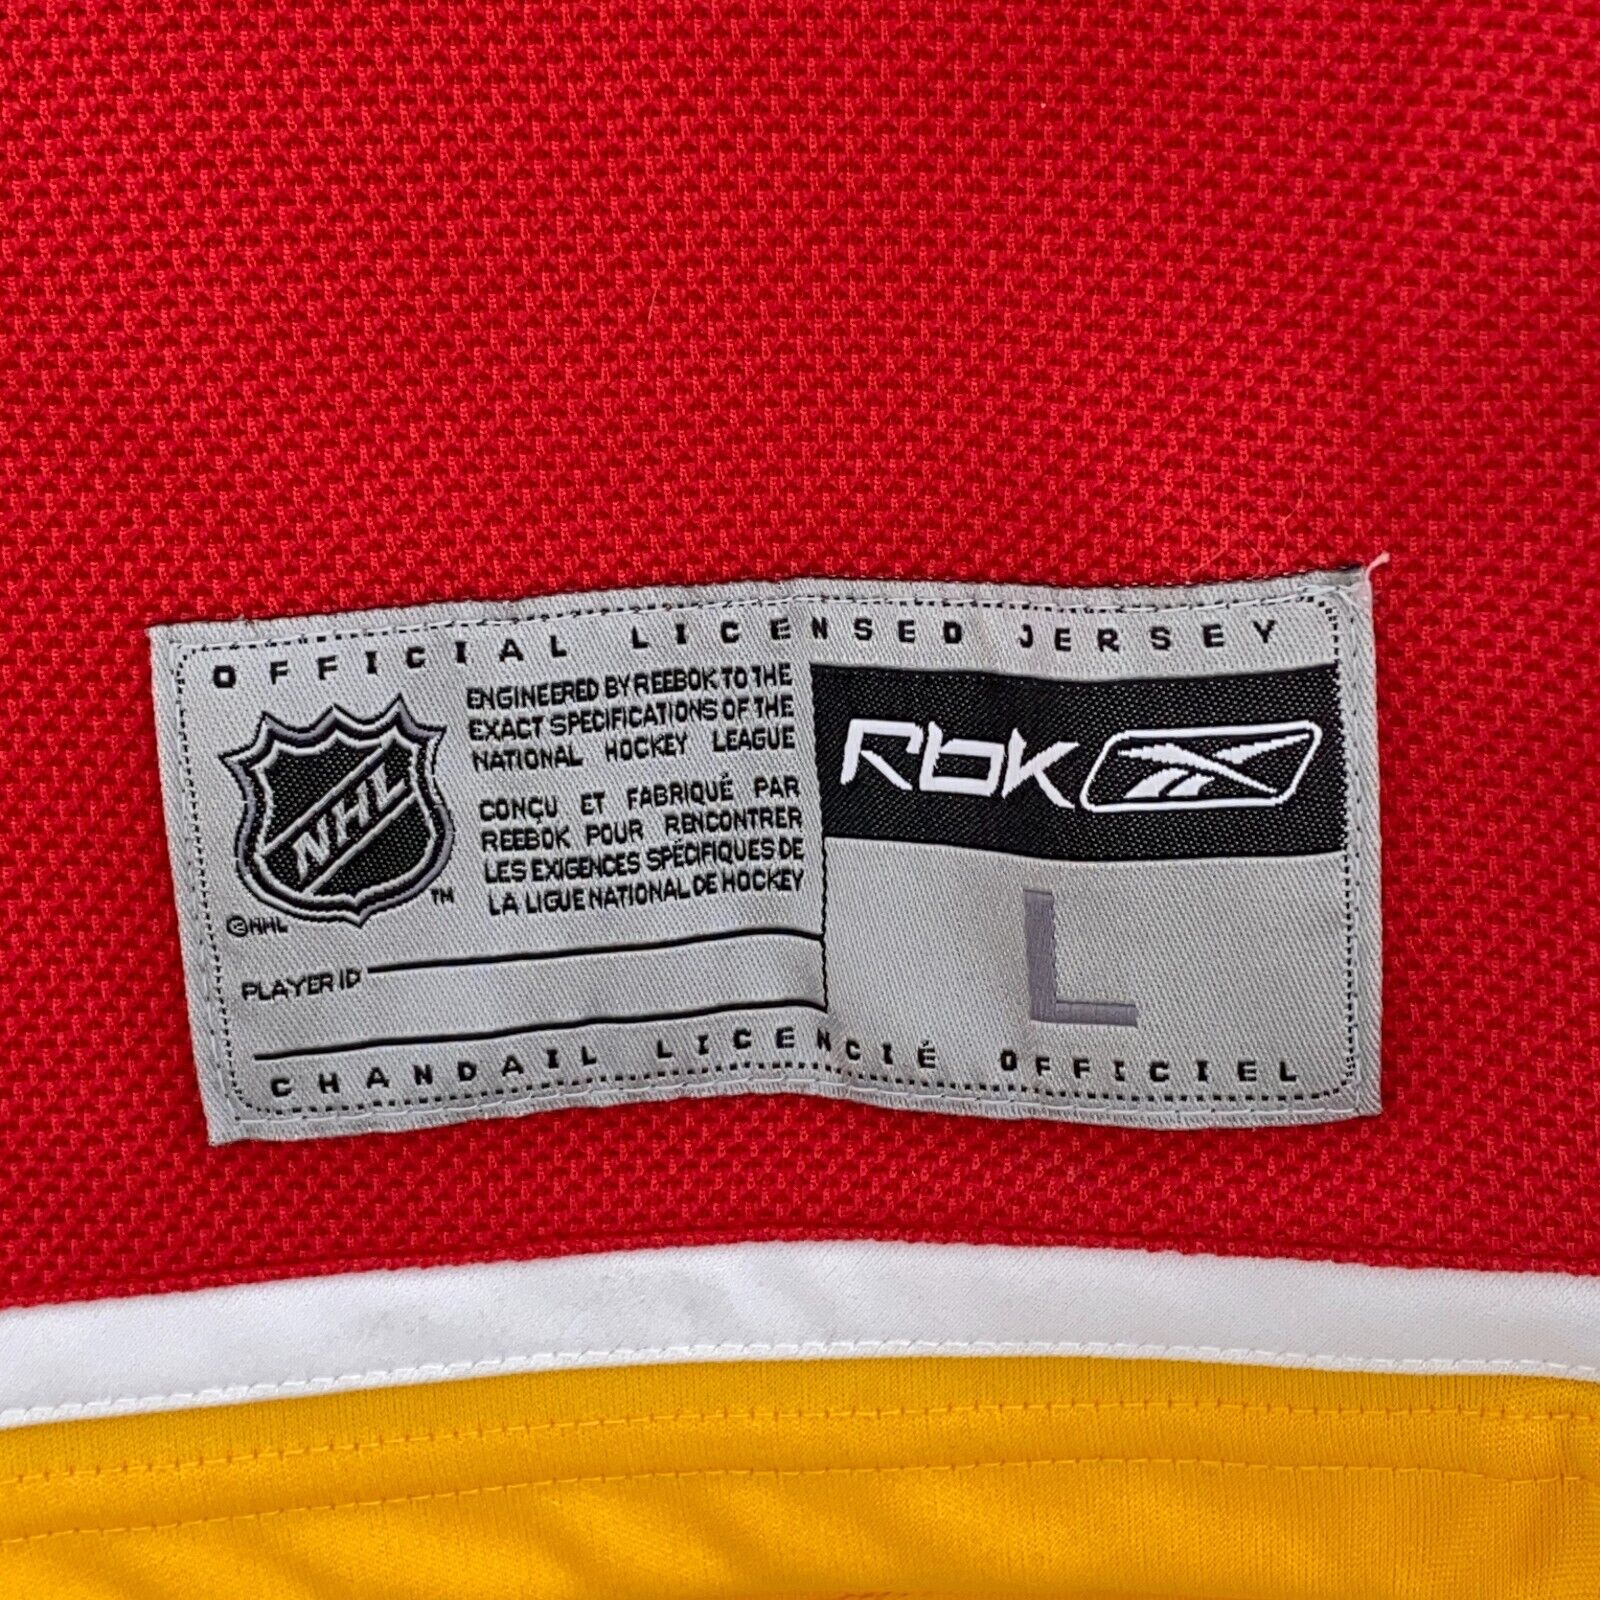 OFFICIAL LICENSED JERSEY
NHL
TM
©NHL
ENGINEERED BY REEBOK TO THE
EXACT SPECIFICATIONS OF THE
NATIONAL HOCKEY LEAGUE
CONÇU ET FABRIQUÉ PAR
REEBOK POUR RENCONTRER
LES EXIGENCES SPÉCIFIQUES DE
LA LIGUE NATIONAL DE HOCKEY
PLAYER ID
RBK
L
CHANDAIL LICENCIÉ OFFICIEL